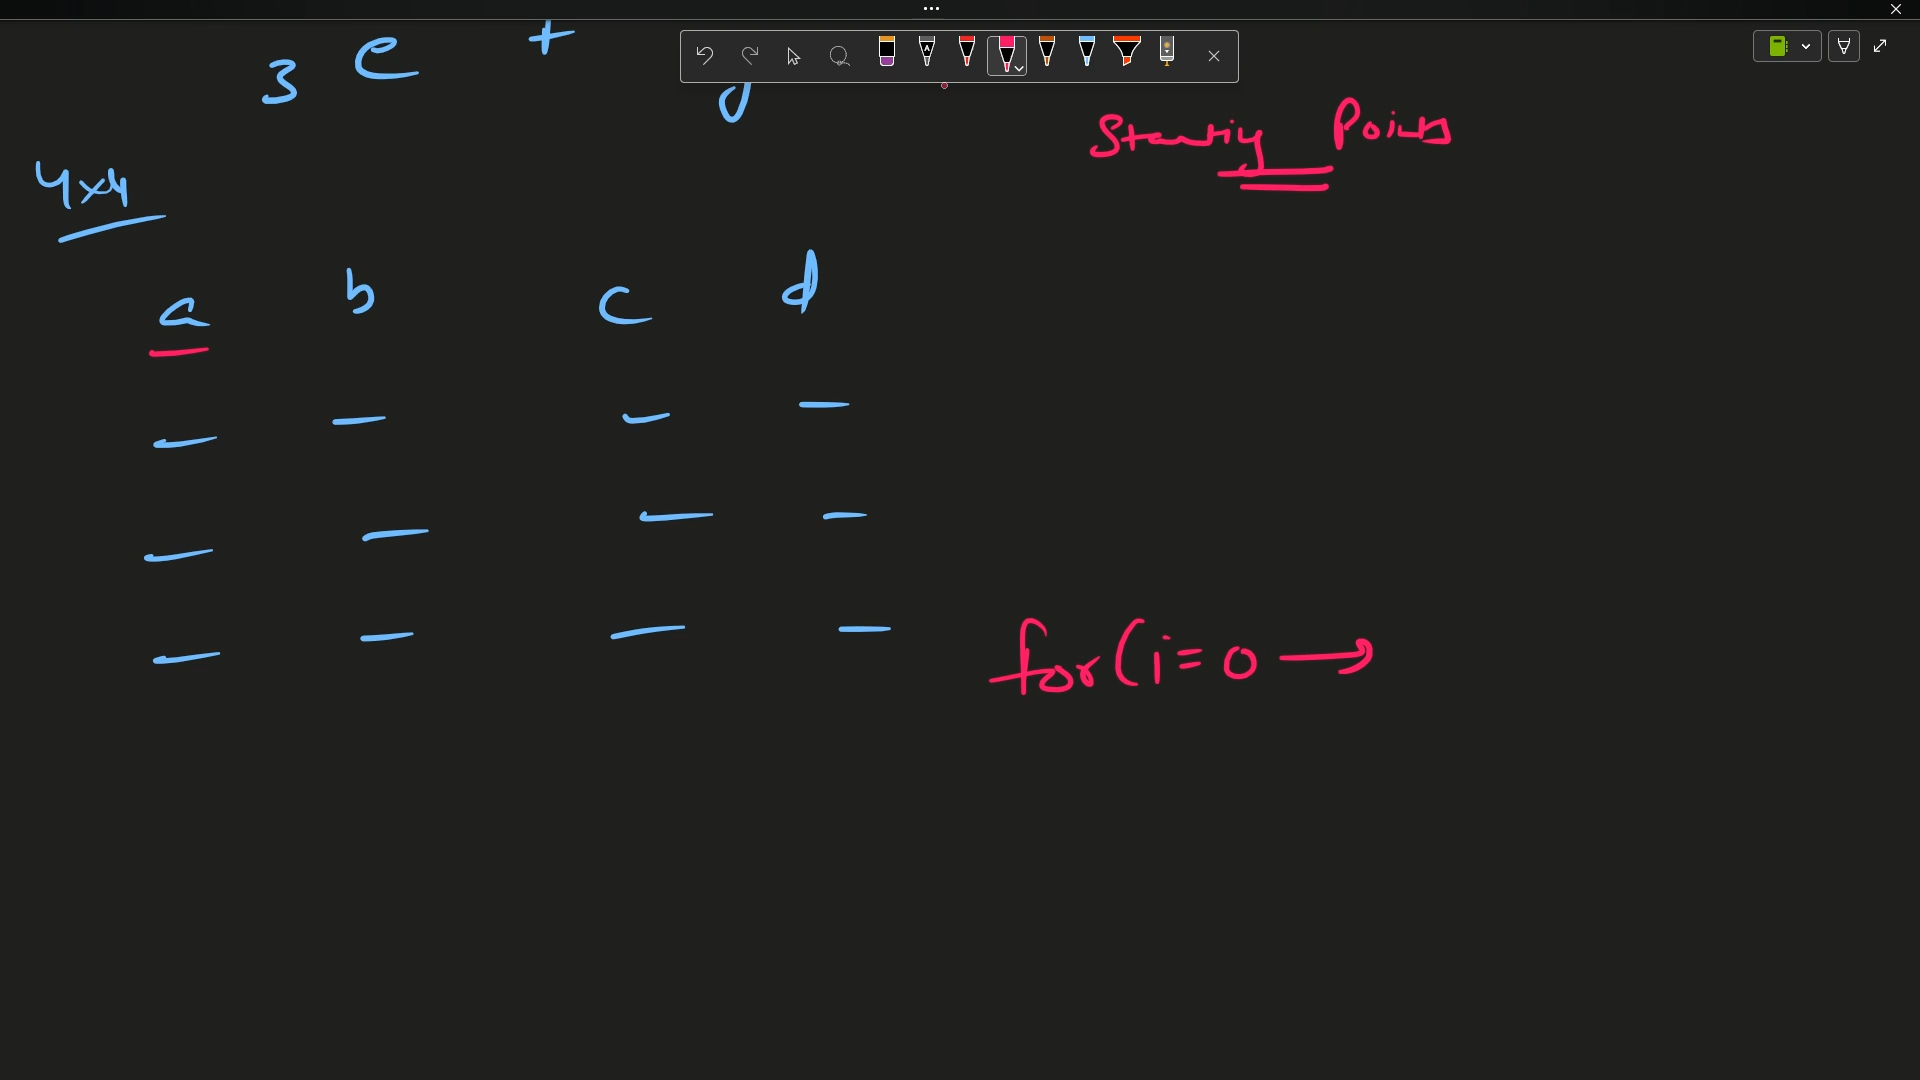 3 e +
Starting Points
4x4
a b c d
for(i=0 →